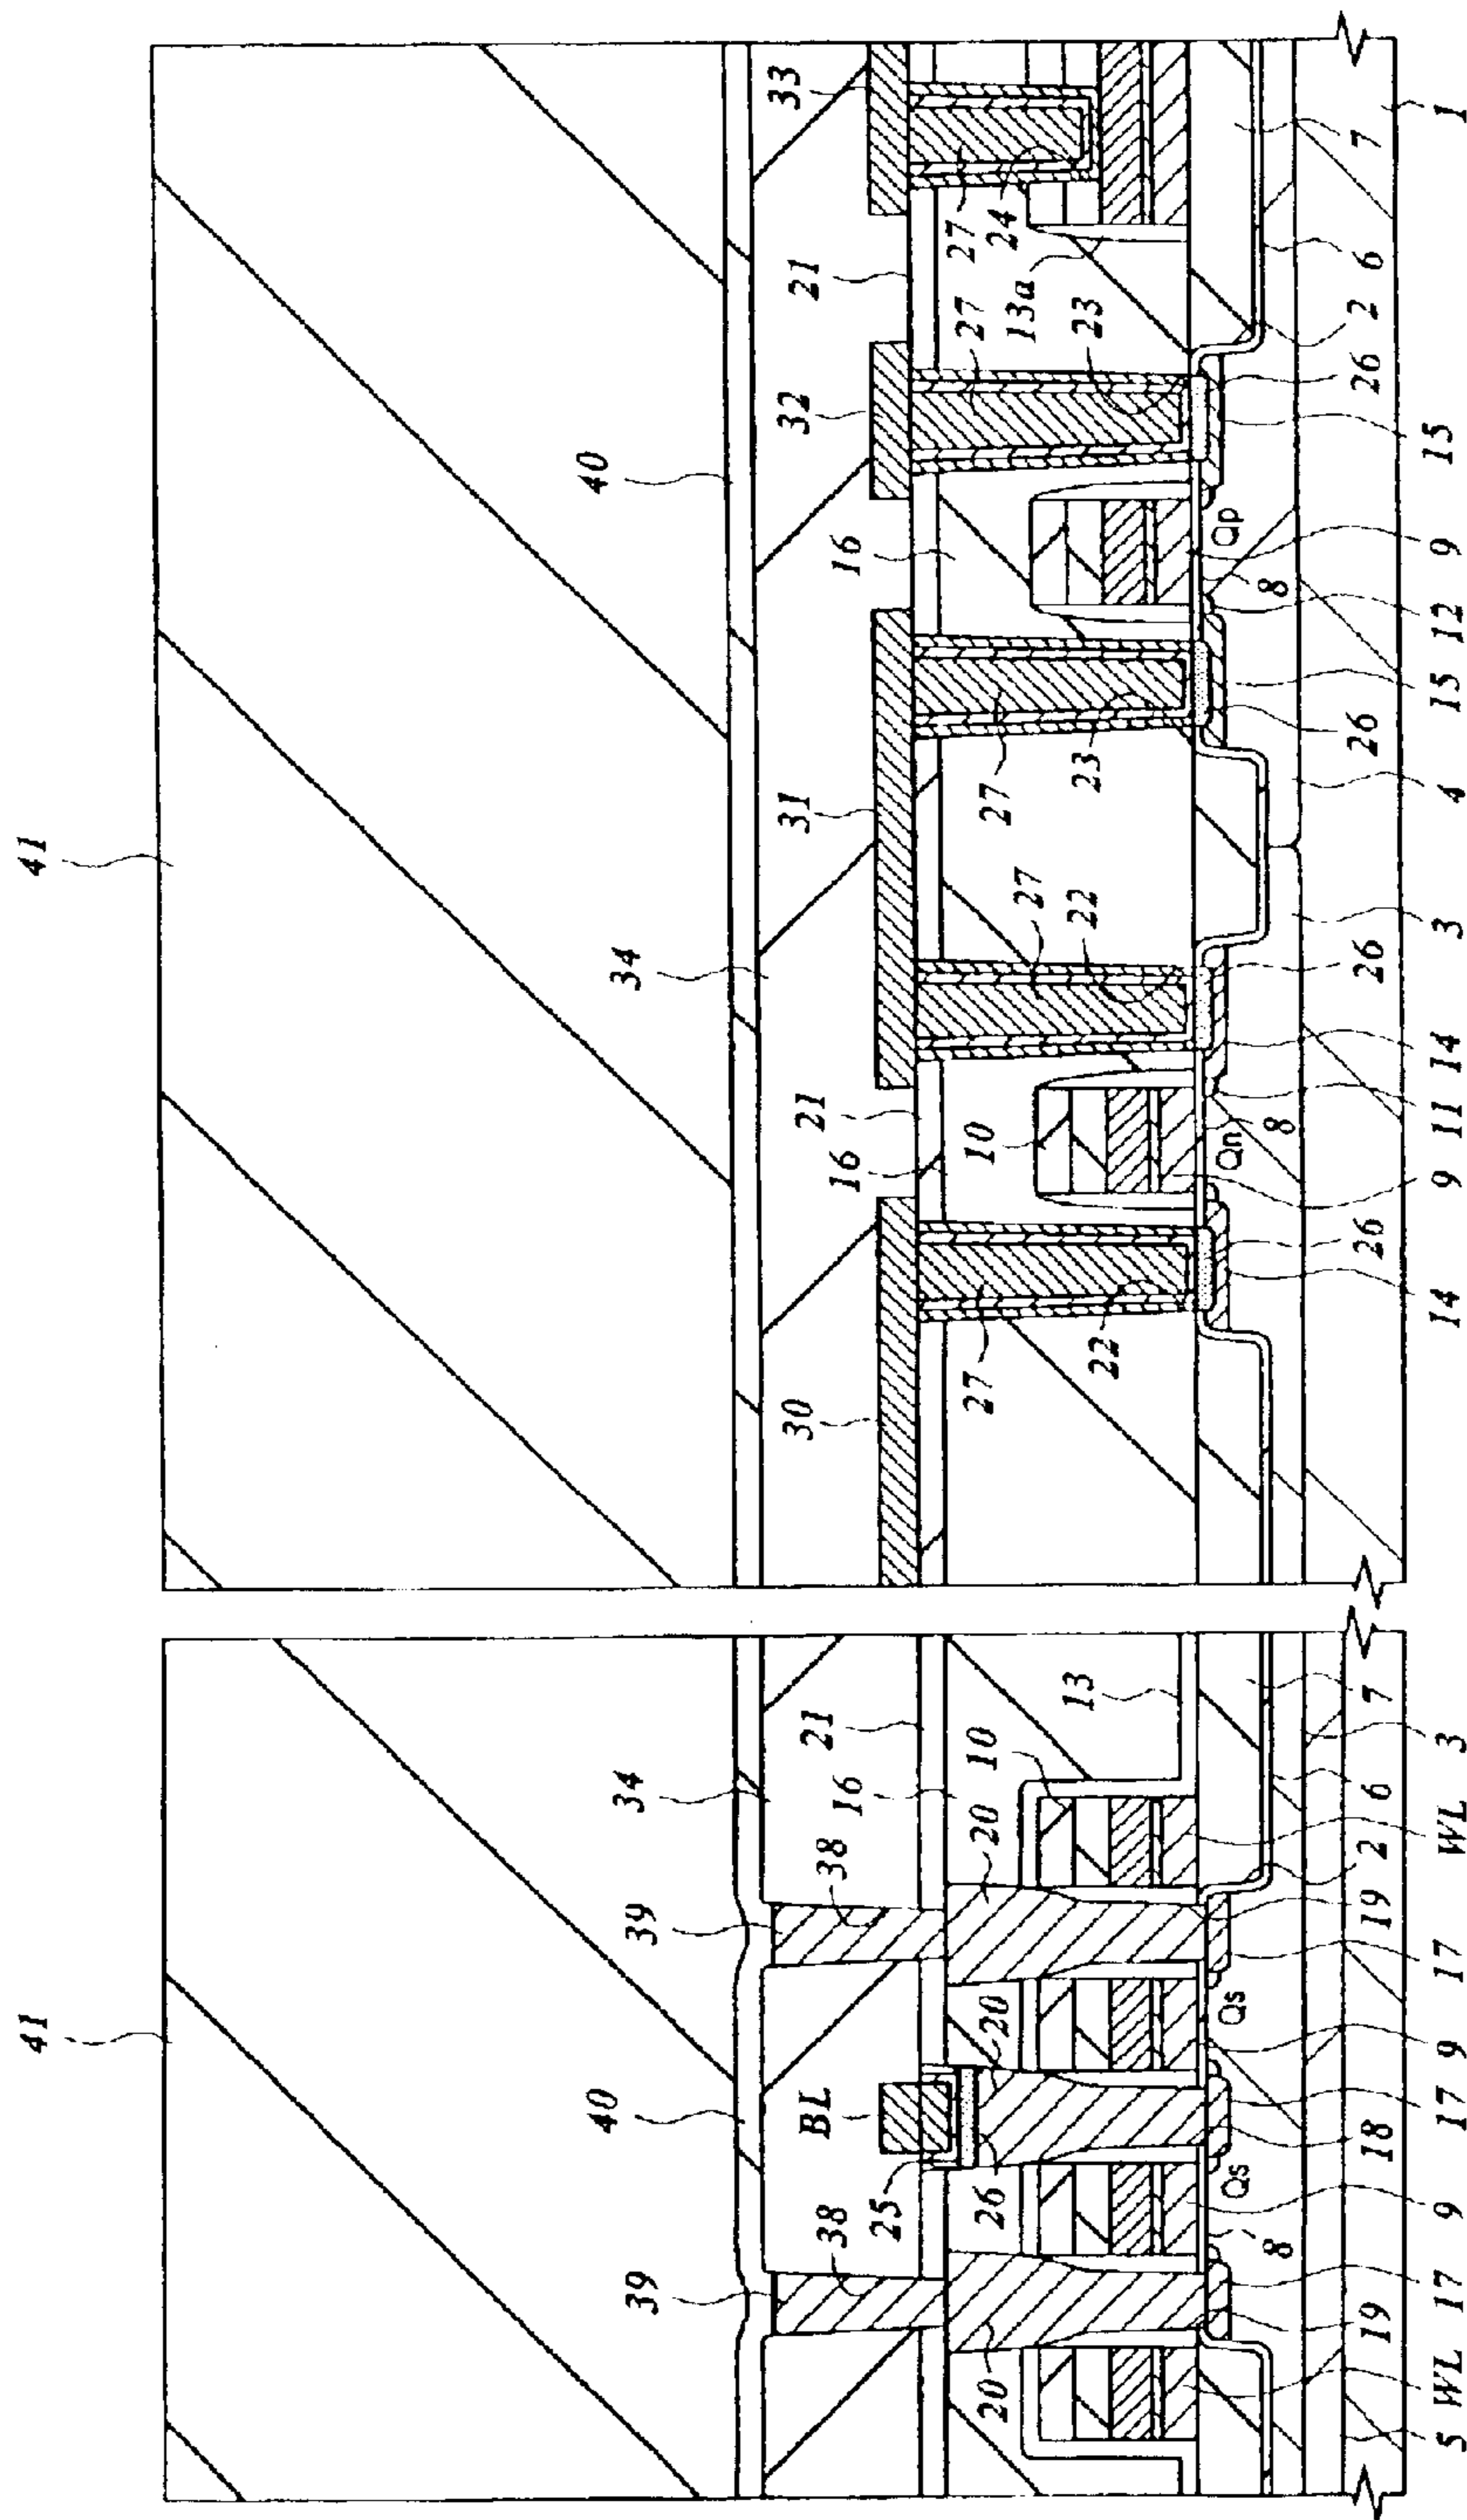 41 41
40 40
39 39 34 34
BL 30 31 32 33
38 38 21 21 21
16 16 16
25
20 26 20 20 10 27 10 27 27 27
27 13a 24
13 22 22 23 23
Qs Qs Qn Qp
8 8 8
19 18 19 2 6 7 26 26 26 26 2 6 7
5 WL 17 9 17 9 17 WL 3 14 9 11 14 3 4 15 12 9 15 1